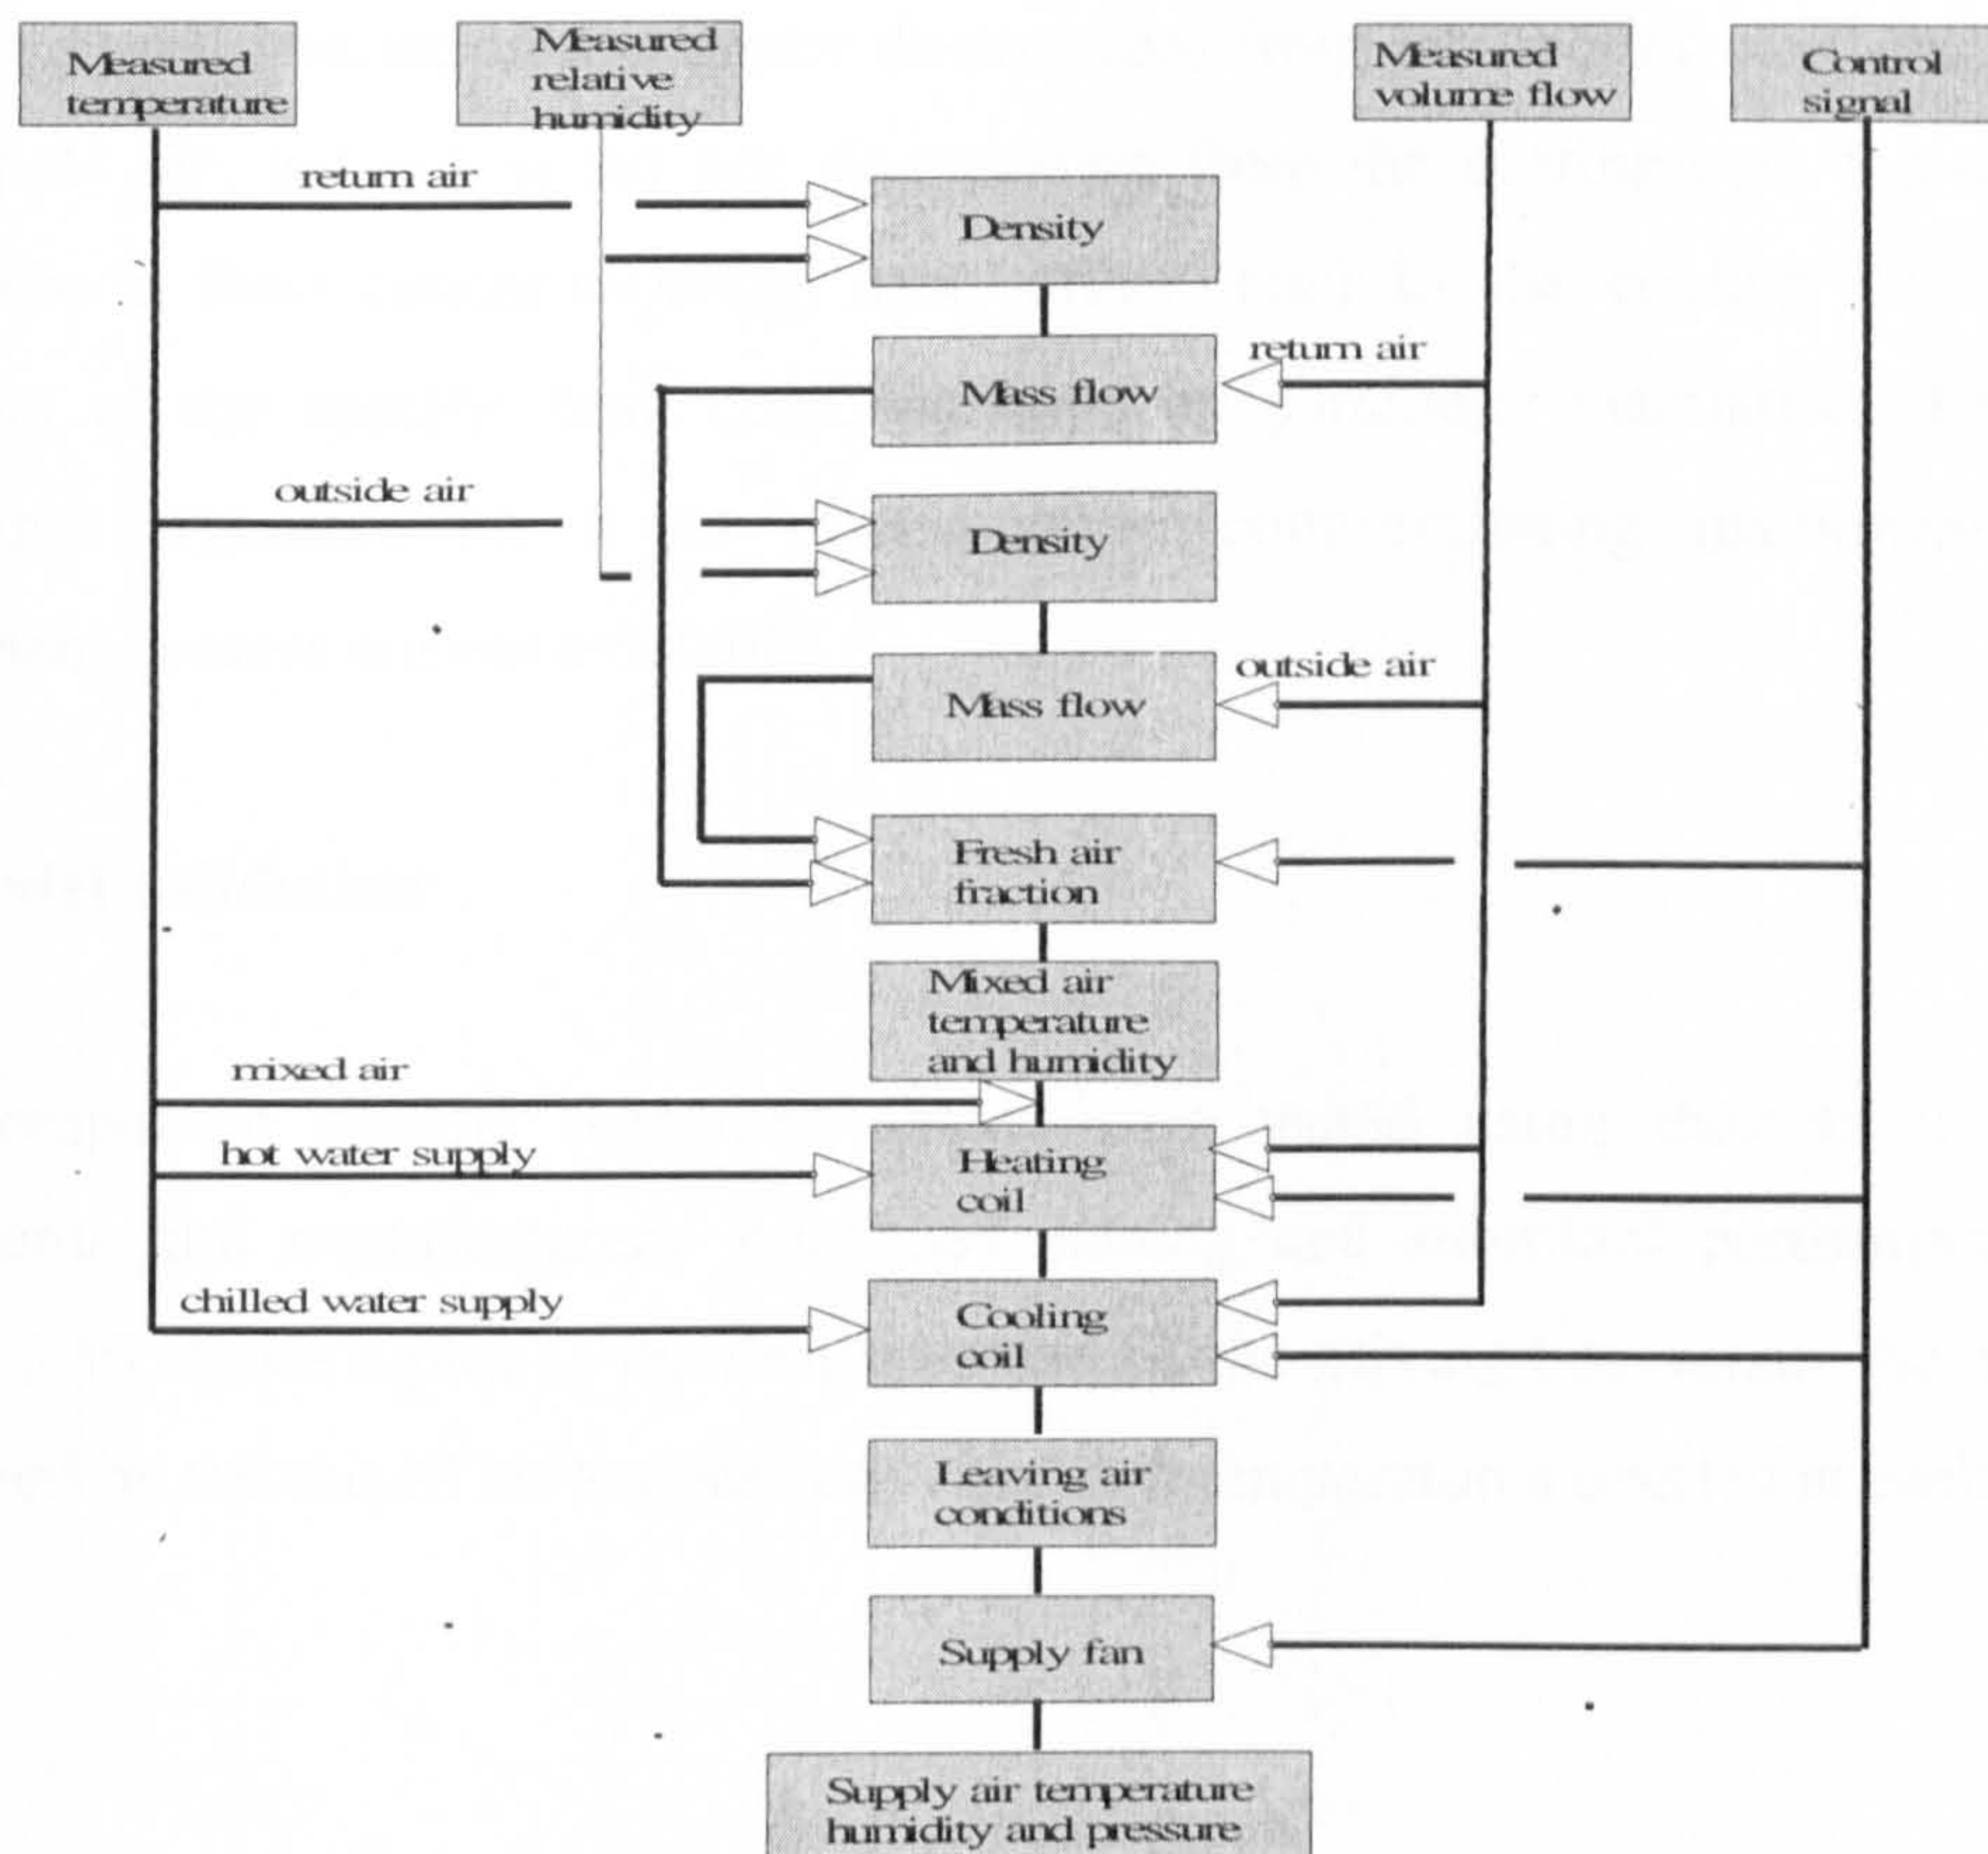 Measured
temperature
Measured
relative
humidity
Measured
volume flow
Control
signal
return air
Density
return air
Mass flow
outside air
Density
outside air
Mass flow
Fresh air
fraction
Mixed air
temperature
and humidity
mixed air
hot water supply
Heating
coil
chilled water supply
Cooling
coil
Leaving air
conditions
Supply fan
Supply air temperature
humidity and pressure